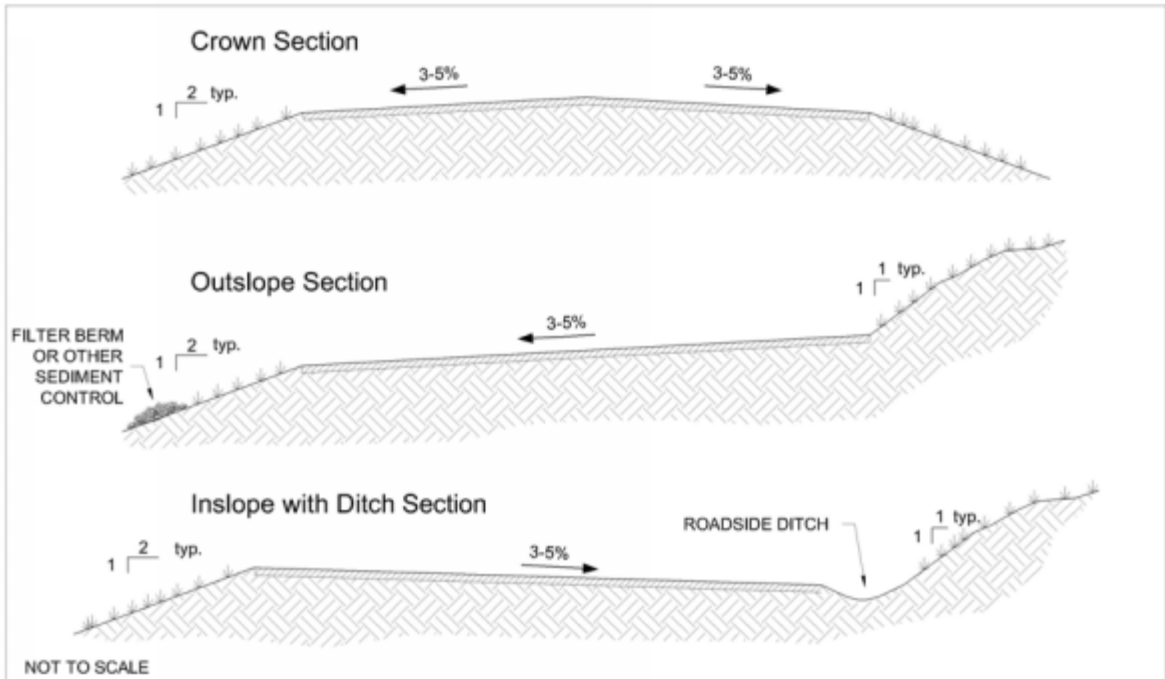 Crown Section
1 2 typ.
3-5%
3-5%
Outslope Section
1 1 typ.
FILTER BERM
OR OTHER
SEDIMENT
CONTROL
1 2 typ.
3-5%
Inslope with Ditch Section
ROADSIDE DITCH
1 1 typ.
1 2 typ.
3-5%
NOT TO SCALE